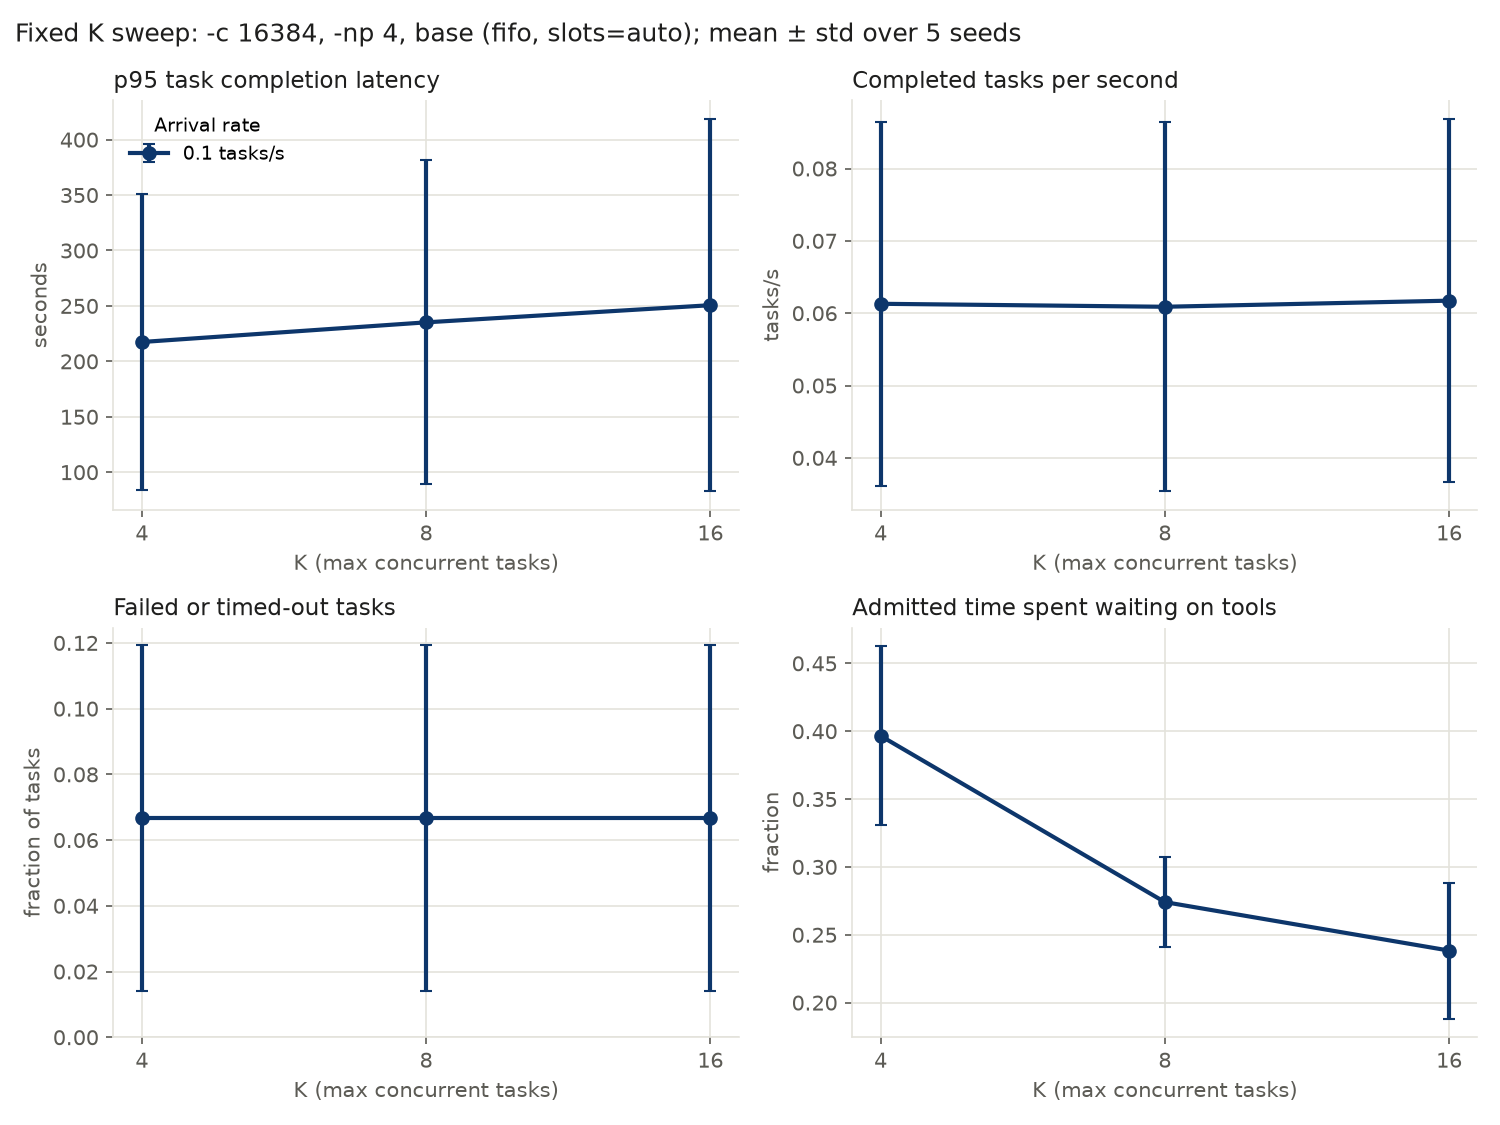 Fixed K sweep: -c 16384, -np 4, base (fifo, slots=auto); mean ± std over 5 seeds
p95 task completion latency
Arrival rate
0.1 tasks/s
400
350
300
250
200
150
100
seconds
4
8
16
K (max concurrent tasks)
Completed tasks per second
0.08
0.07
0.06
0.05
0.04
tasks/s
4
8
16
K (max concurrent tasks)
Failed or timed-out tasks
0.12
0.10
0.08
0.06
0.04
0.02
0.00
fraction of tasks
4
8
16
K (max concurrent tasks)
Admitted time spent waiting on tools
0.45
0.40
0.35
0.30
0.25
0.20
fraction
4
8
16
K (max concurrent tasks)